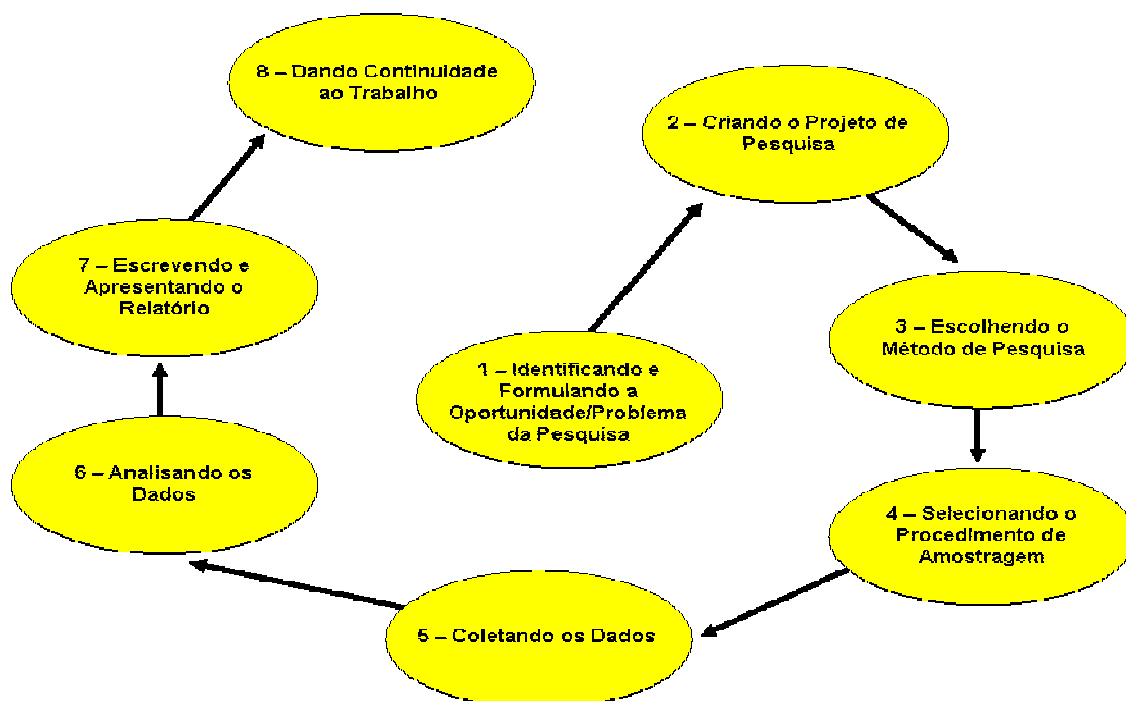 1 – Identificando e
Formulando a
Oportunidade/Problema
da Pesquisa
2 – Criando o Projeto de
Pesquisa
3 – Escolhendo o
Método de Pesquisa
4 – Selecionando o
Procedimento de
Amostragem
5 – Coletando os Dados
6 – Analisando os
Dados
7 – Escrevendo e
Apresentando o
Relatório
8 – Dando Continuidade
ao Trabalho